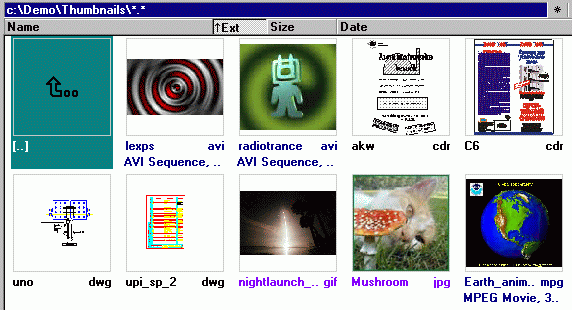 c:\Demo\Thumbnails\*.* *
Name ↑Ext Size Date
[..] lexps avi radiotrance avi akw cdr C6 cdr
AVI Sequence, .. AVI Sequence, ..
uno dwg upi_sp_2 dwg nightlaunch_.. gif Mushroom jpg Earth_anim.. mpg
MPEG Movie, 3..